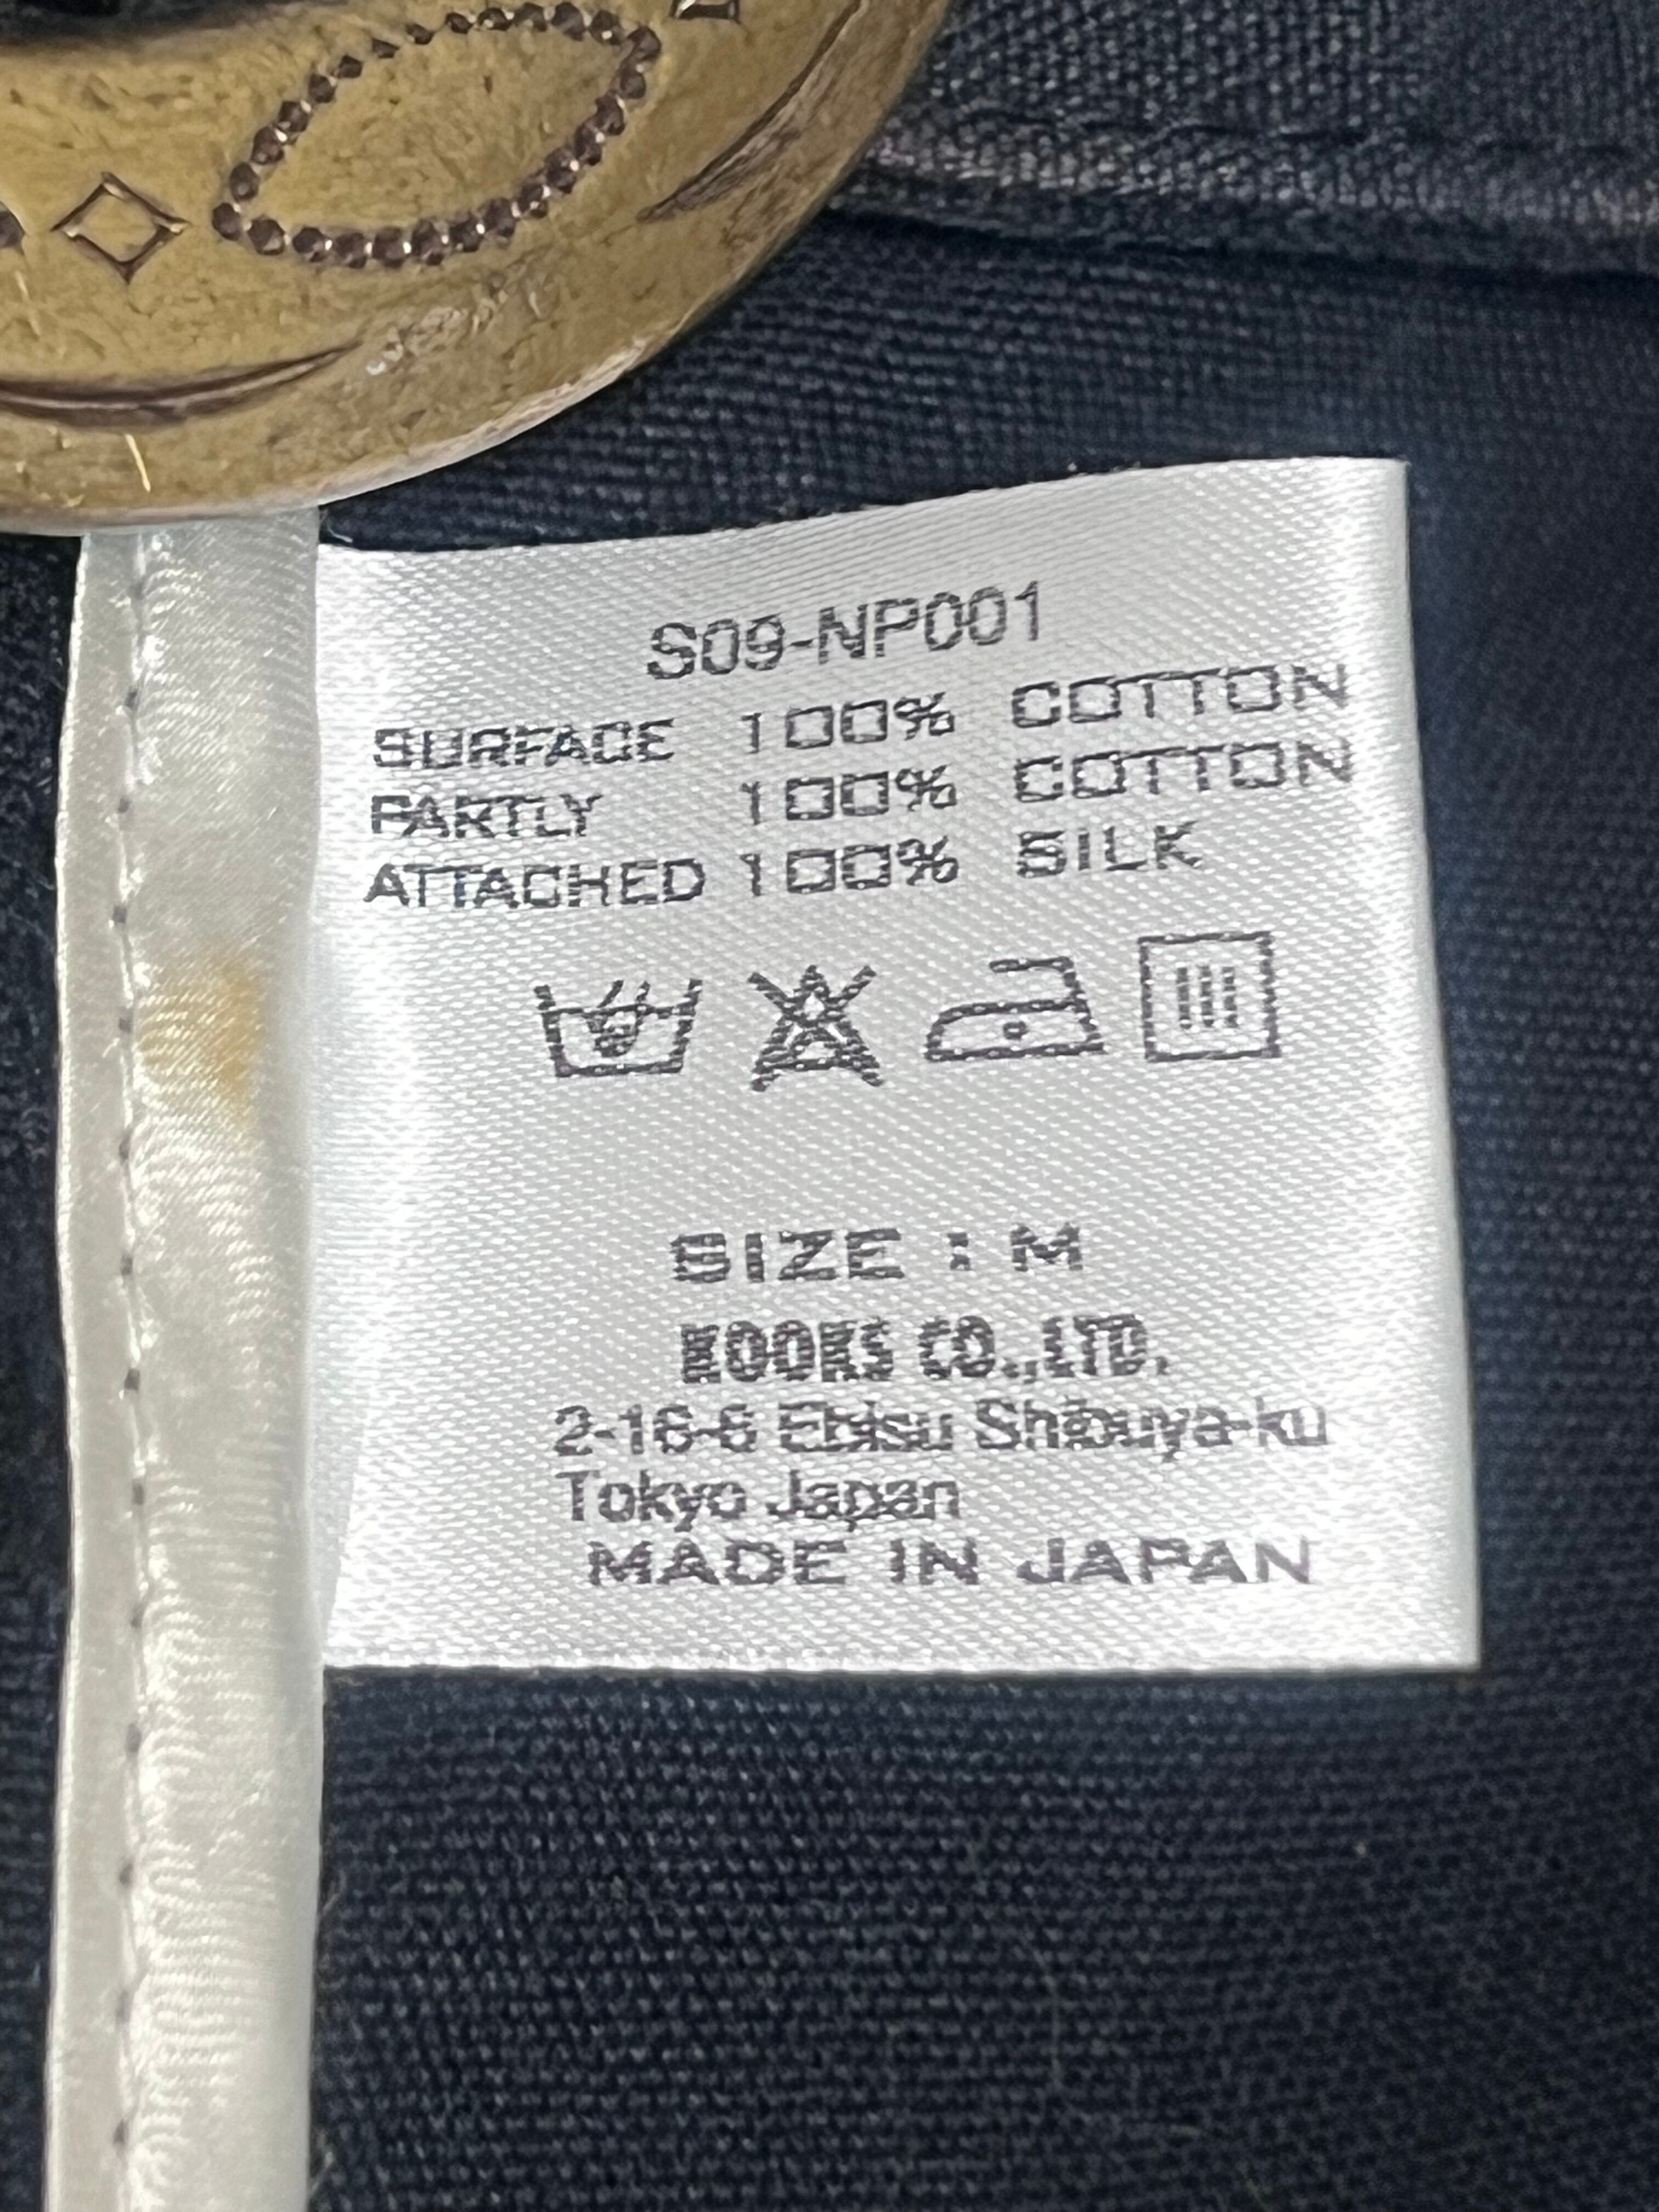 S09-NP001
SURFACE 100% COTTON
PARTLY 100% COTTON
ATTACHED 100% SILK
SIZE : M
KOOKS CO.,LTD.
2-16-6 Ebisu Shibuya-ku
Tokyo Japan
MADE IN JAPAN